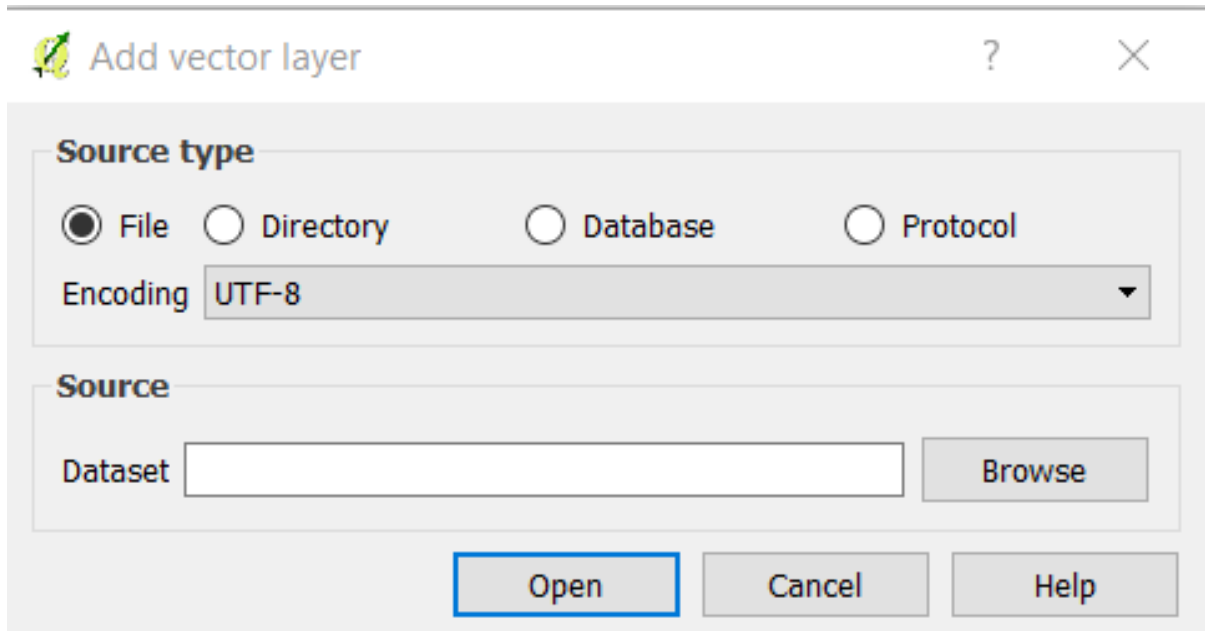 Add vector layer ?
Source type
File Directory Database Protocol
Encoding UTF-8
Source
Dataset Browse
Open Cancel Help